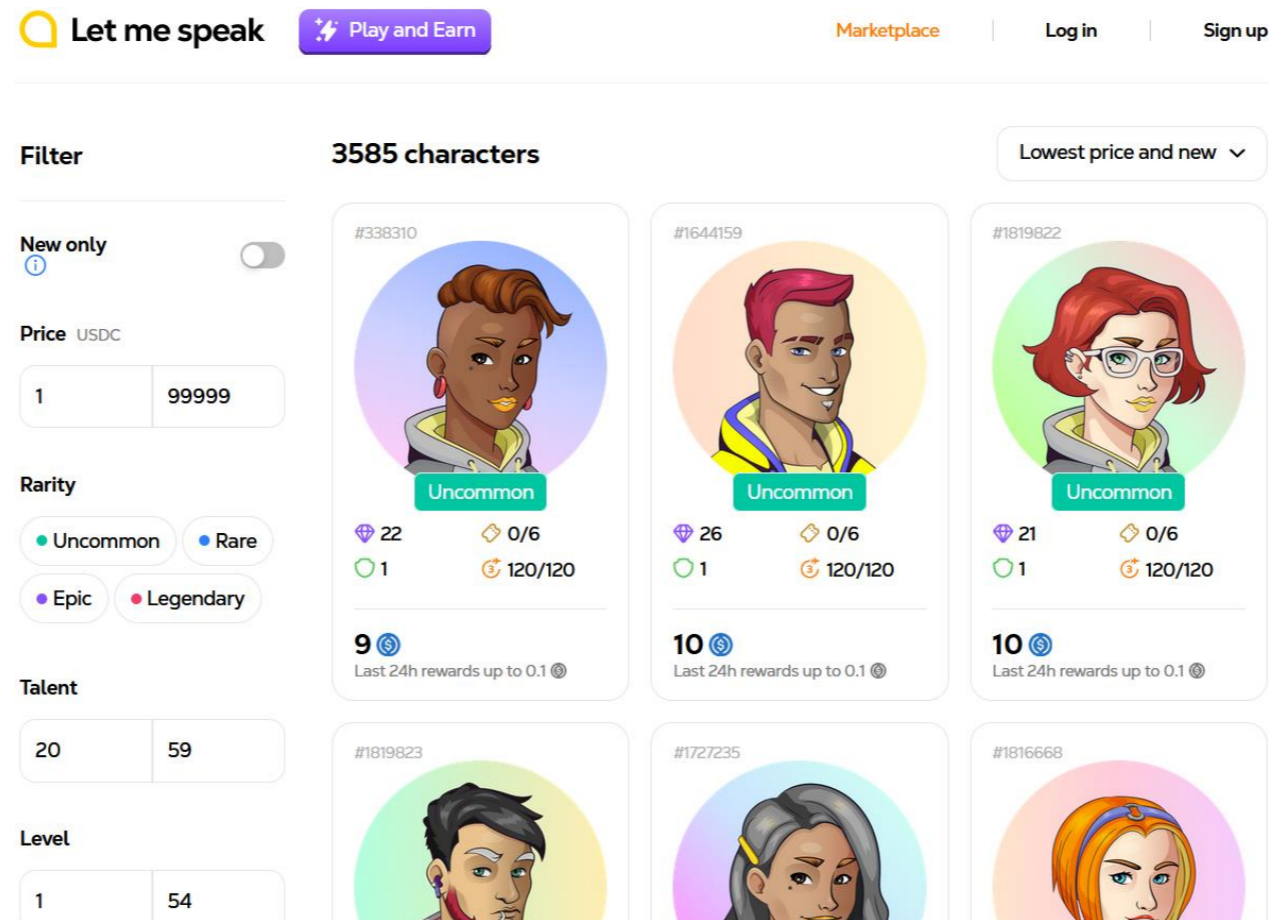 Let me speak
Play and Earn
Marketplace
Log in
Sign up
Filter
3585 characters
Lowest price and new
New only
Price USDC
1
99999
Rarity
Uncommon
Rare
Epic
Legendary
Talent
20
59
Level
1
54
#338310
Uncommon
22
0/6
1
3
120/120
9
Last 24h rewards up to 0.1
#1644159
Uncommon
26
0/6
1
3
120/120
10
Last 24h rewards up to 0.1
#1819822
Uncommon
21
0/6
1
3
120/120
10
Last 24h rewards up to 0.1
#1819823
#1727235
#1816668